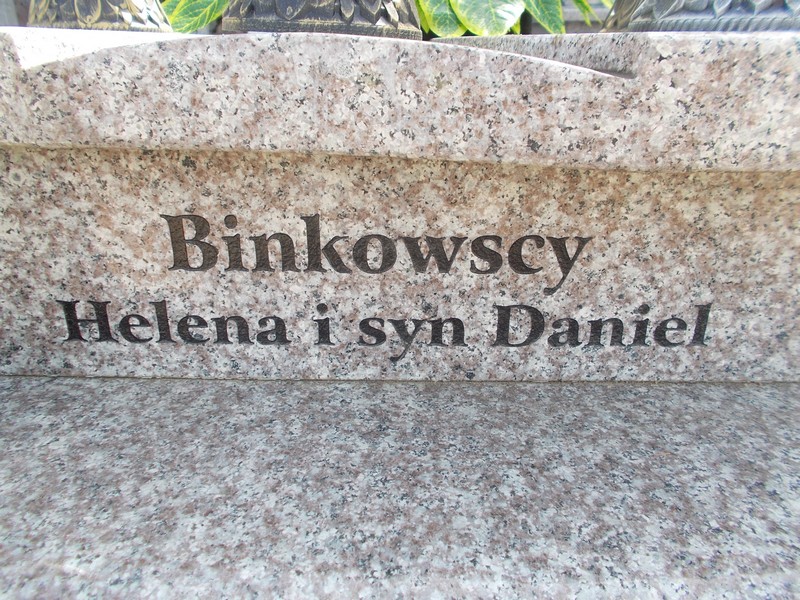 Binkowscy
Helena i syn Daniel